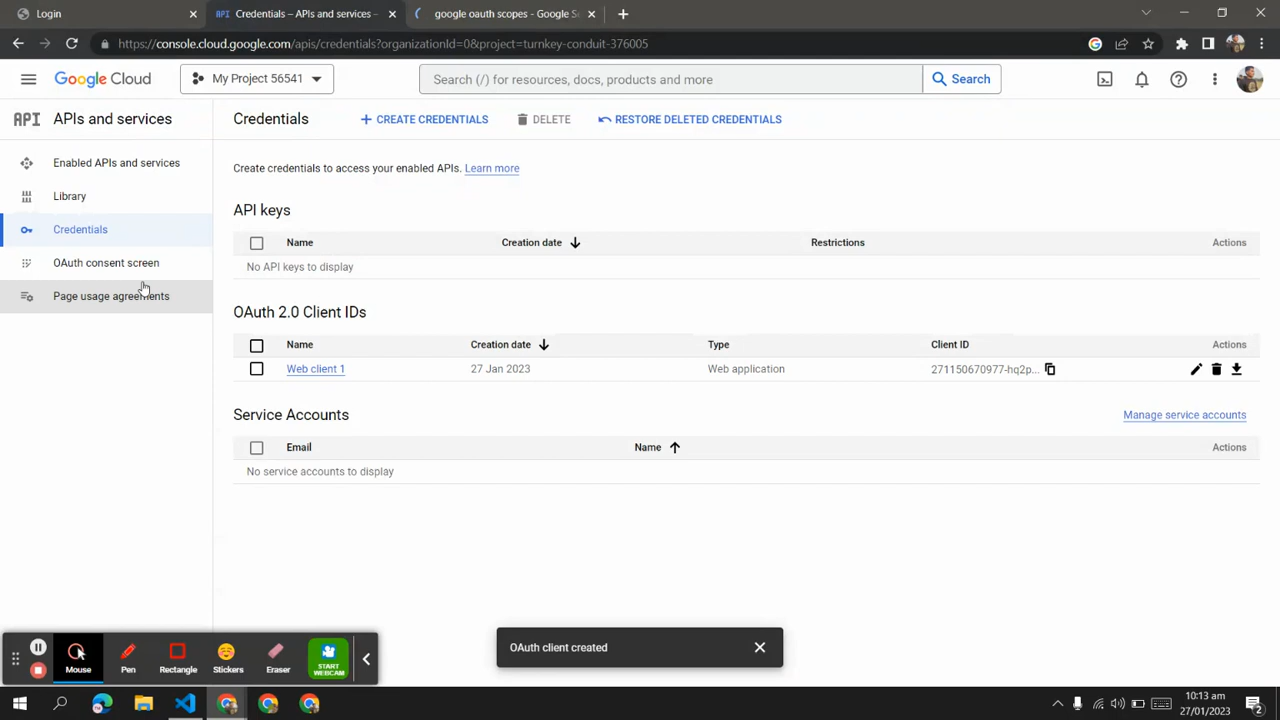 Login
API Credentials – APIs and services -
google oauth scopes - Google Se
https://console.cloud.google.com/apis/credentials?organizationId=0&project=turnkey-conduit-376005
Google Cloud
My Project 56541
Search (/) for resources, docs, products and more
Search
API APIs and services
Credentials
CREATE CREDENTIALS
DELETE
RESTORE DELETED CREDENTIALS
Enabled APIs and services
Library
Credentials
OAuth consent screen
Page usage agreements
Create credentials to access your enabled APIs. Learn more
API keys
Name Creation date Restrictions Actions
No API keys to display
OAuth 2.0 Client IDs
Name Creation date Type Client ID Actions
Web client 1 27 Jan 2023 Web application 271150670977-hq2p...
Service Accounts Manage service accounts
Email Name Actions
No service accounts to display
OAuth client created
Mouse Pen Rectangle Stickers Eraser START WEBCAM
10:13 am
27/01/2023
2